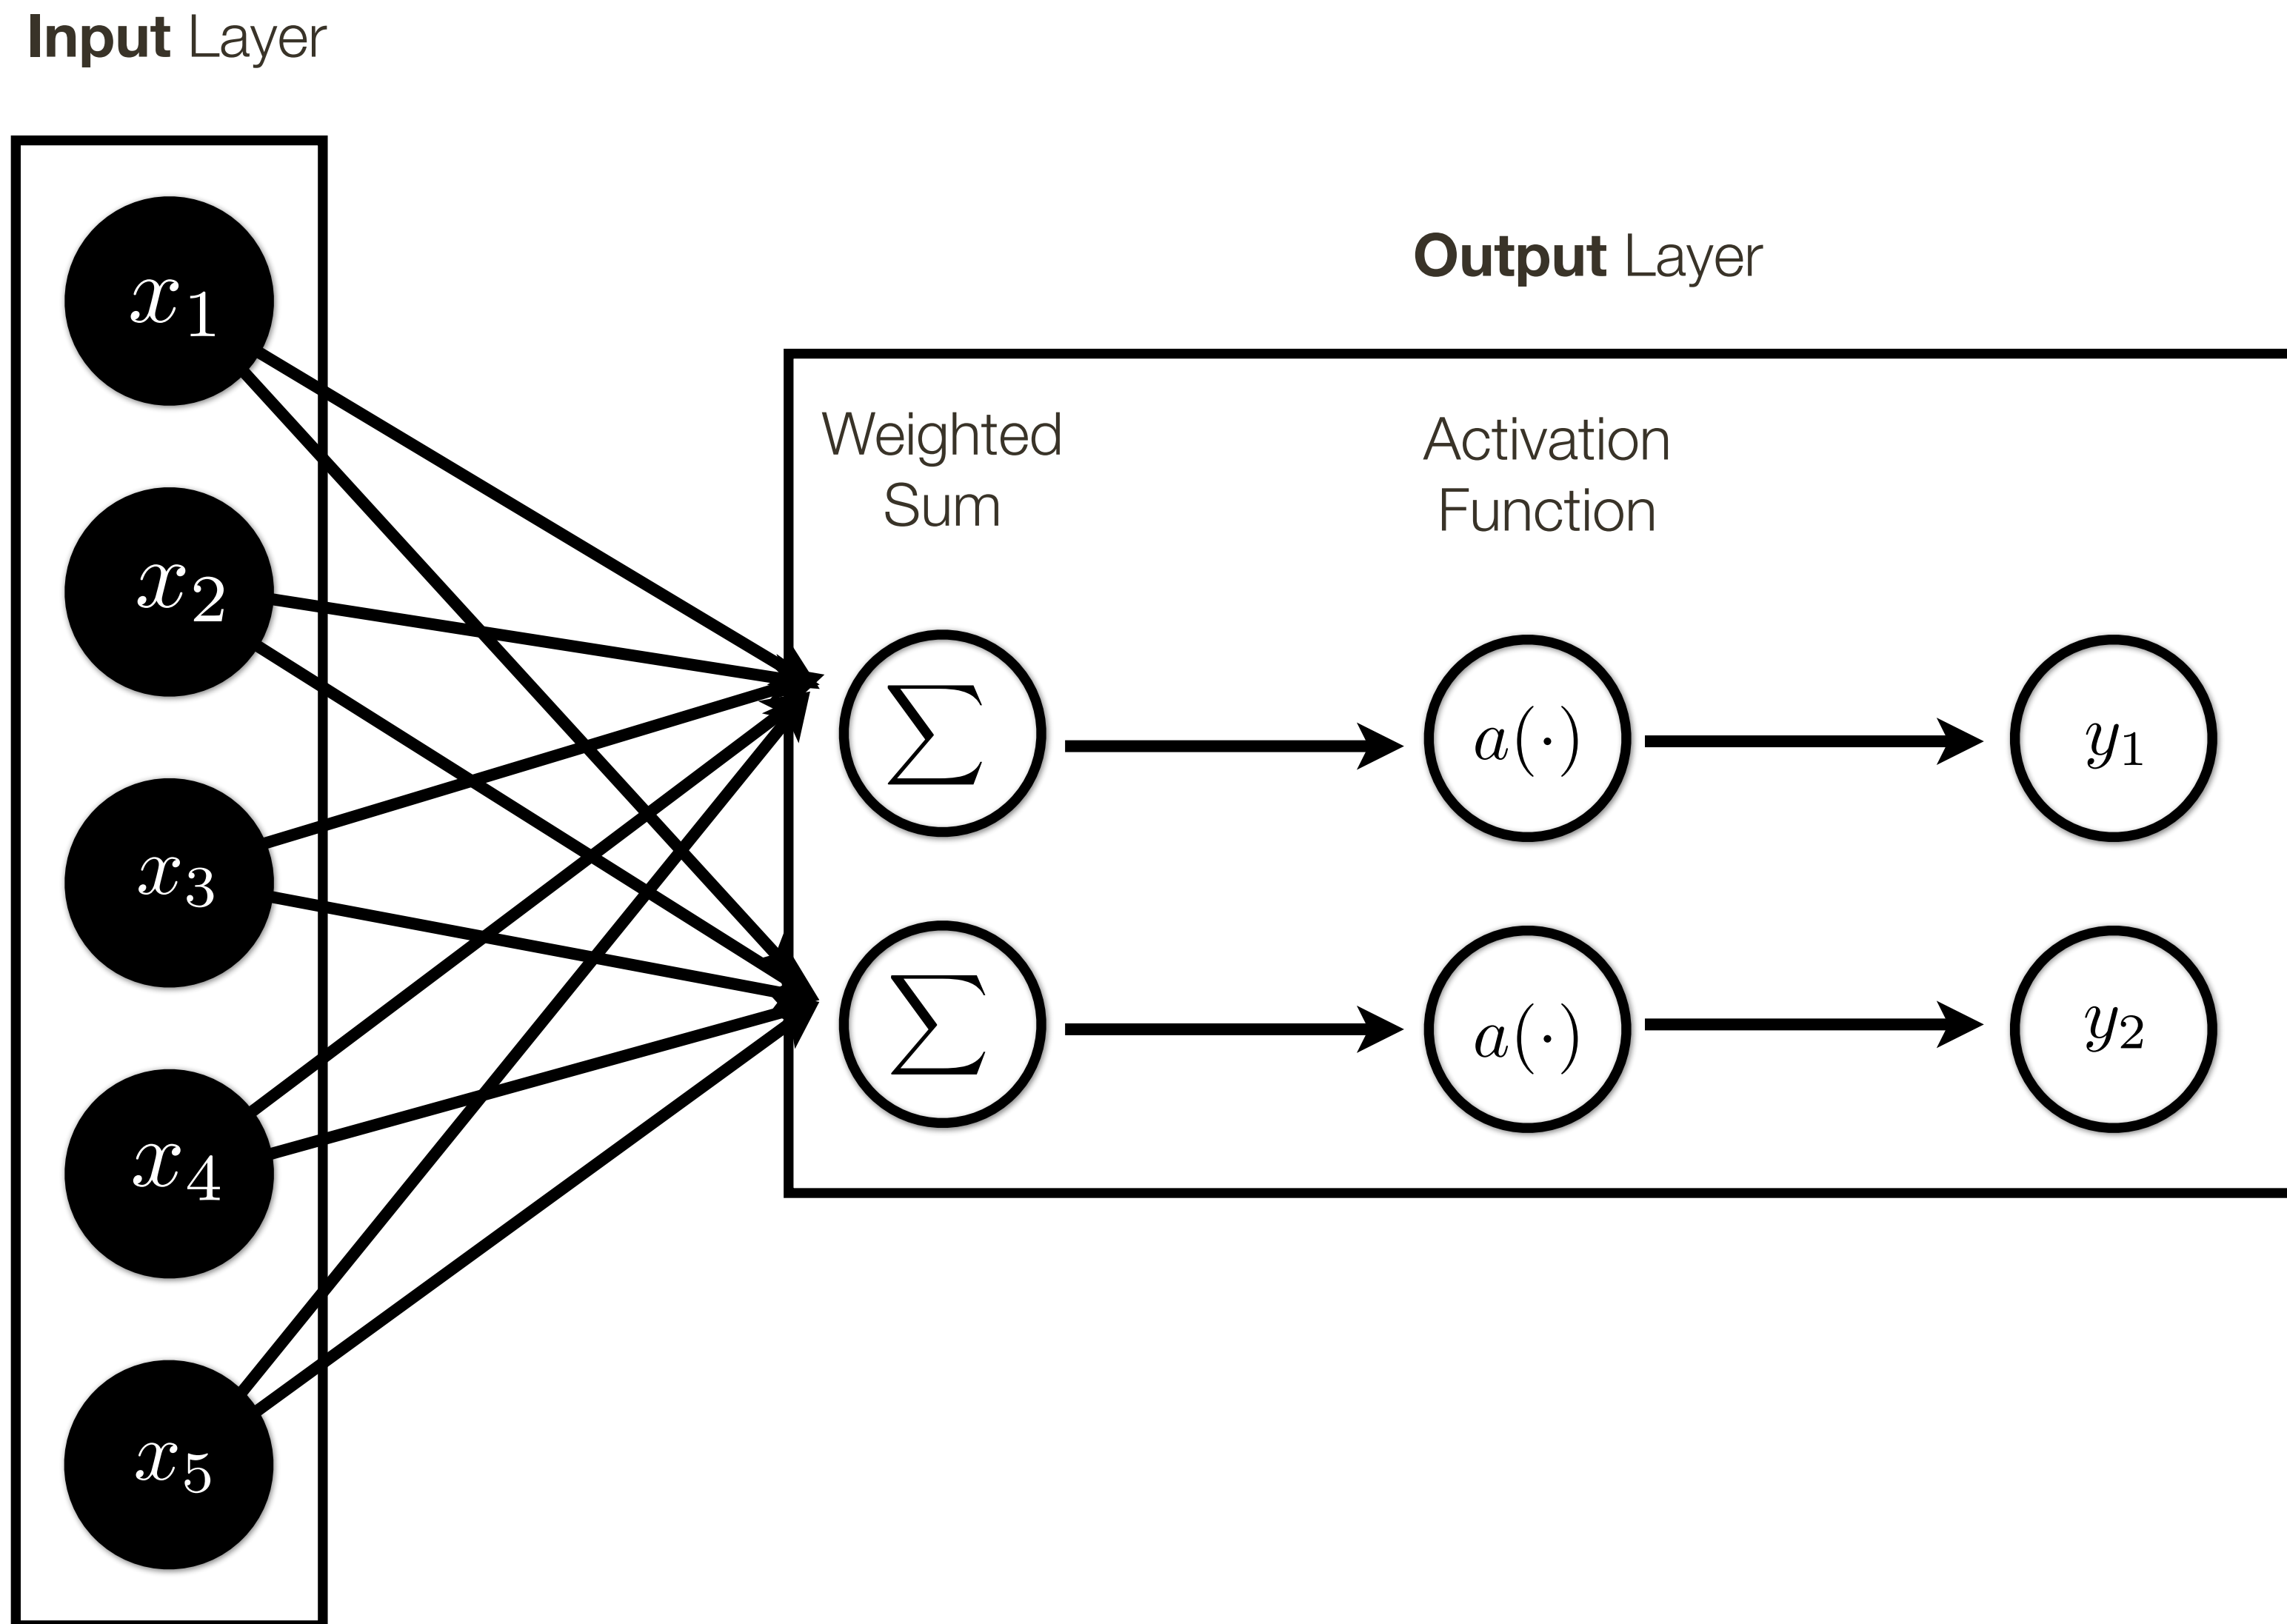 Input Layer
x1
x2
x3
x4
x5
Output Layer
Weighted
Sum
Activation
Function
∑
a(·)
y1
∑
a(·)
y2